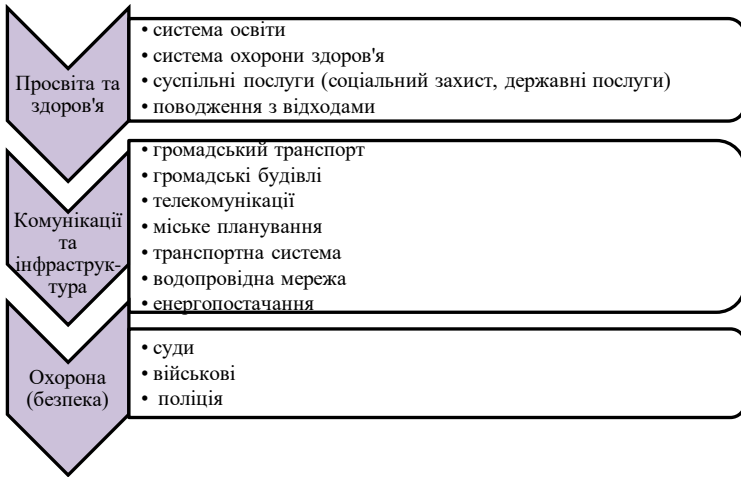 Просвіта та
здоров'я
• система освіти
• система охорони здоров'я
• суспільні послуги (соціальний захист, державні послуги)
• поводження з відходами
Комунікації
та
інфраструк-
тура
• громадський транспорт
• громадські будівлі
• телекомунікації
• міське планування
• транспортна система
• водопровідна мережа
• енергопостачання
Охорона
(безпека)
• суди
• військові
• поліція